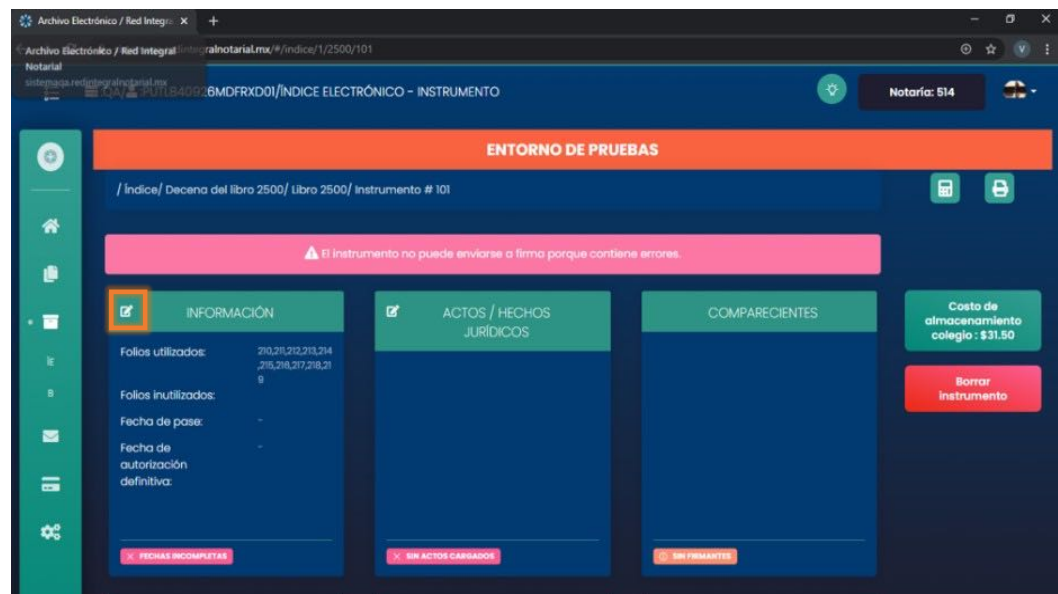 Archivo Electrónico / Red Integra
Archivo Electrónico / Red Integral
Notarial
ralnotarial.mx/#/indice/1/2500/101
6MDFRXD01/ÍNDICE ELECTRÓNICO - INSTRUMENTO
Notaría: 514
ENTORNO DE PRUEBAS
/ Índice/ Decena del libro 2500/ Libro 2500/ Instrumento # 101
El instrumento no puede enviarse a firma porque contiene errores.
INFORMACIÓN
Folios utilizados: 210,211,212,213,214
,215,216,217,218,21
9
Folios inutilizados:
Fecha de pase: -
Fecha de -
autorización
definitiva:
FECHAS INCOMPLETAS
ACTOS / HECHOS
JURÍDICOS
SIN ACTOS CARGADOS
COMPARECIENTES
SIN FIRMANTES
Costo de
almacenamiento
colegio : $31.50
Borrar
instrumento